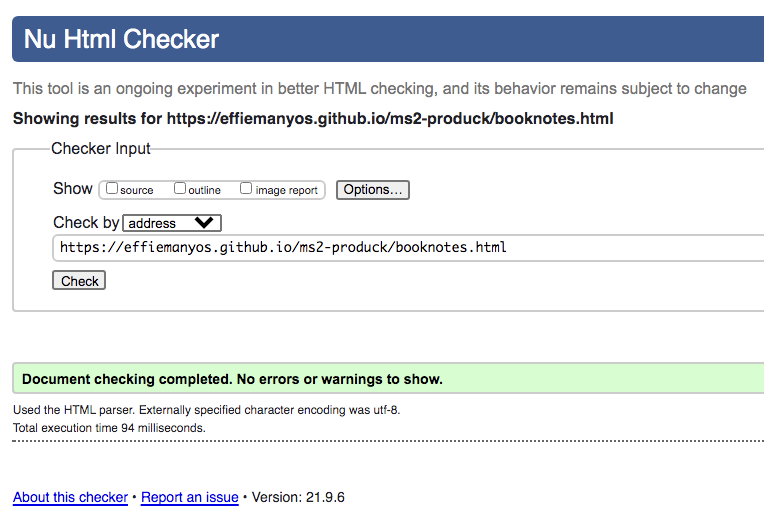 Nu Html Checker
This tool is an ongoing experiment in better HTML checking, and its behavior remains subject to change
Showing results for https://effiemanyos.github.io/ms2-produck/booknotes.html
Checker Input
Show source outline image report Options...
Check by address
https://effiemanyos.github.io/ms2-produck/booknotes.html
Check
Document checking completed. No errors or warnings to show.
Used the HTML parser. Externally specified character encoding was utf-8.
Total execution time 94 milliseconds.
About this checker • Report an issue • Version: 21.9.6